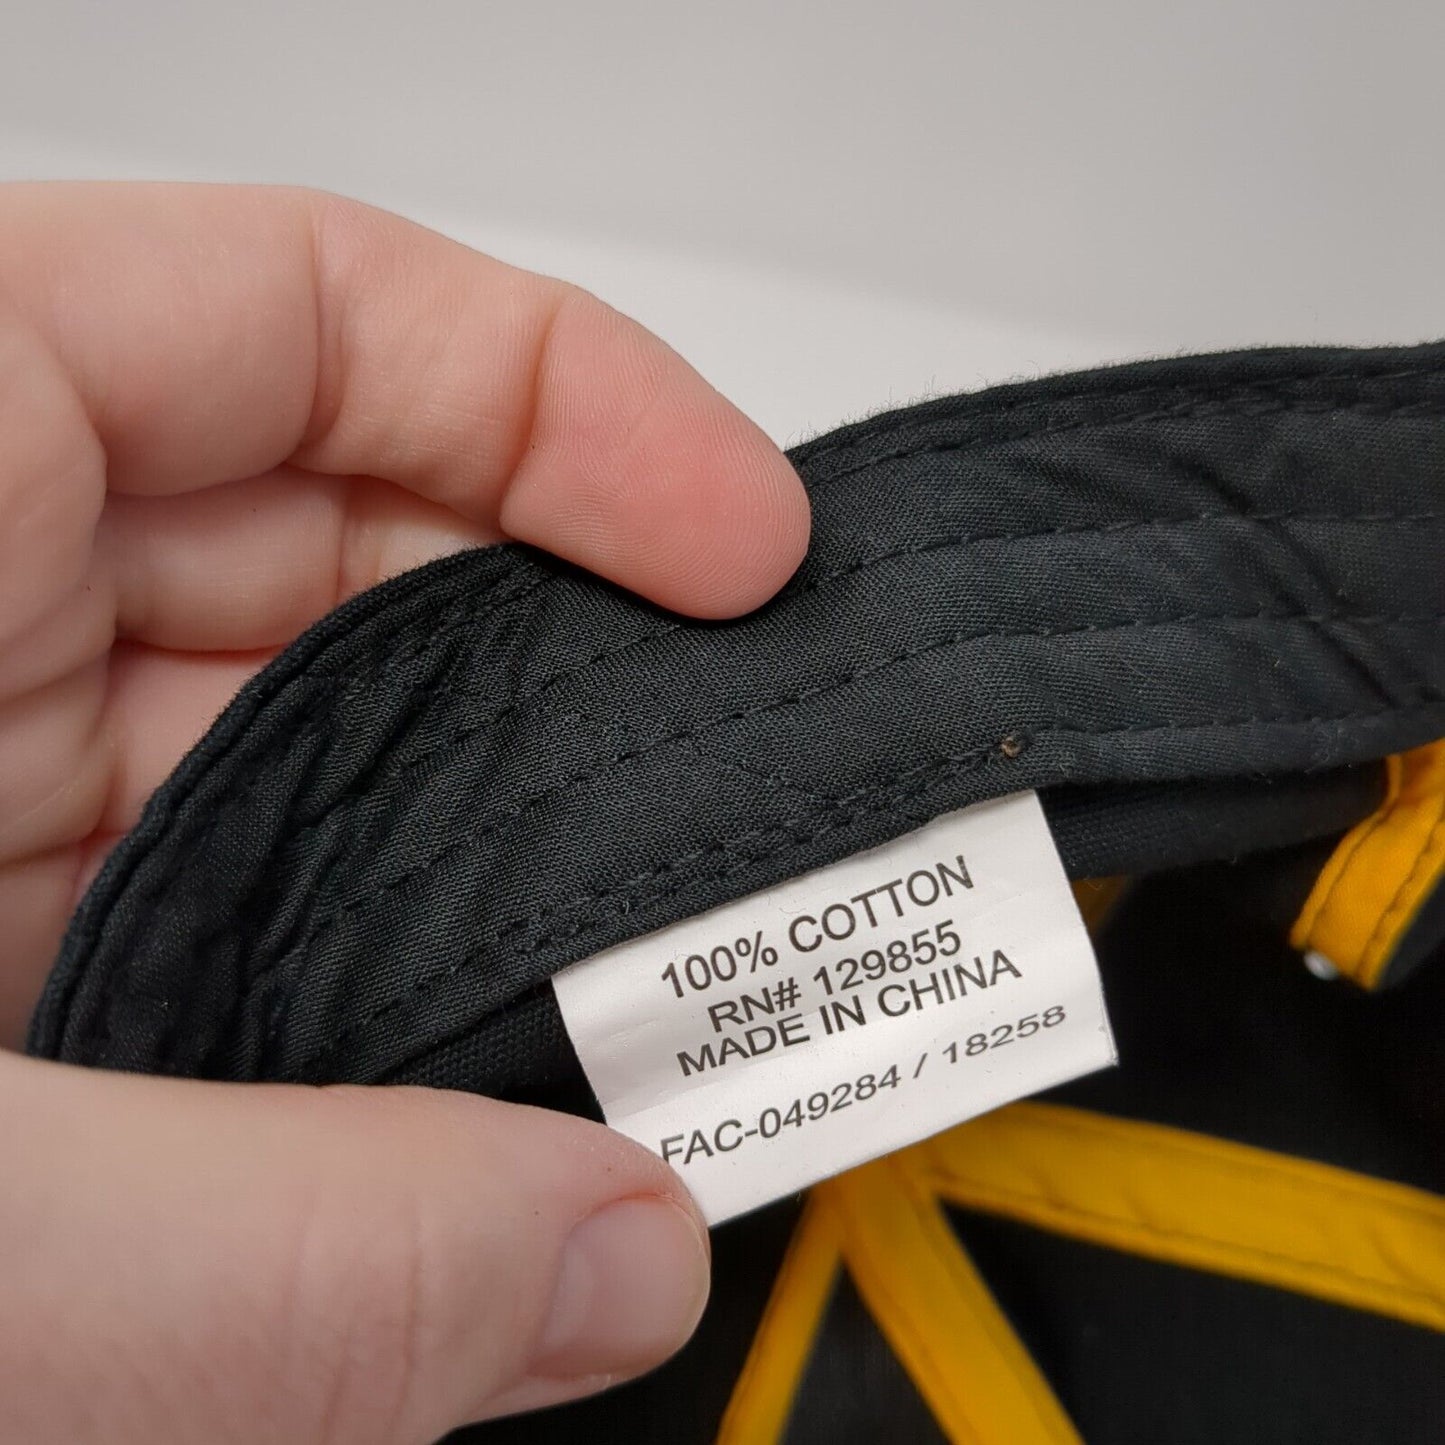 100% COTTON
RN# 129855
MADE IN CHINA
FAC-049284 / 18258